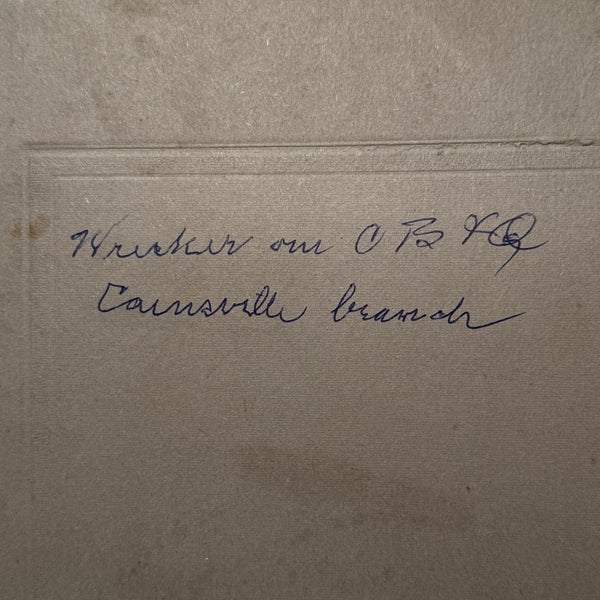 Wrecker on C B & Q
Cainsville branch